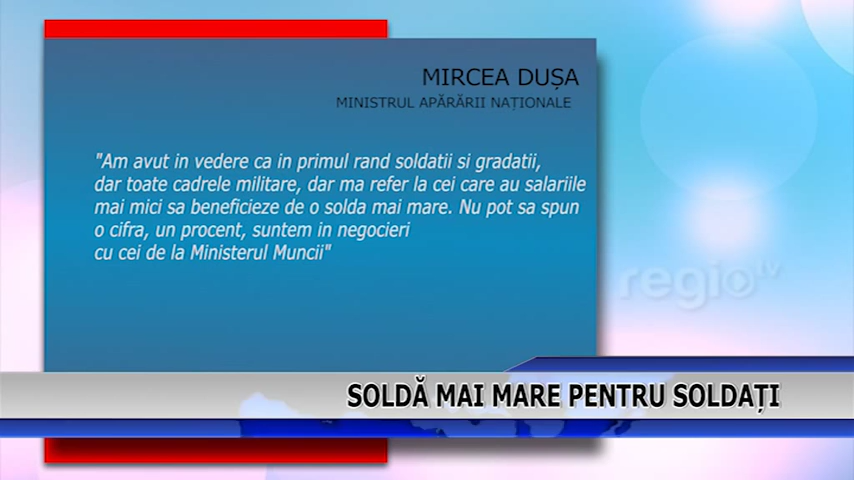 MIRCEA DUȘA
MINISTRUL APĂRĂRII NAȚIONALE
"Am avut in vedere ca in primul rand soldatii si gradatii,
dar toate cadrele militare, dar ma refer la cei care au salariile
mai mici sa beneficieze de o solda mai mare. Nu pot sa spun
o cifra, un procent, suntem in negocieri
cu cei de la Ministerul Muncii"
regio tv
SOLDĂ MAI MARE PENTRU SOLDAȚI